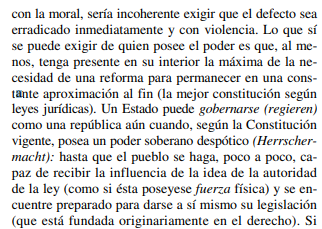 con la moral, sería incoherente exigir que el defecto sea
erradicado inmediatamente y con violencia. Lo que sí
se puede exigir de quien posee el poder es que, al me-
nos, tenga presente en su interior la máxima de la ne-
cesidad de una reforma para permanecer en una cons-
tante aproximación al fin (la mejor constitución según
leyes jurídicas). Un Estado puede gobernarse (regieren)
como una república aún cuando, según la Constitución
vigente, posea un poder soberano despótico (Herrscher-
macht): hasta que el pueblo se haga, poco a poco, ca-
paz de recibir la influencia de la idea de la autoridad
de la ley (como si ésta poseyese fuerza física) y se en-
cuentre preparado para darse a sí mismo su legislación
(que está fundada originariamente en el derecho). Si